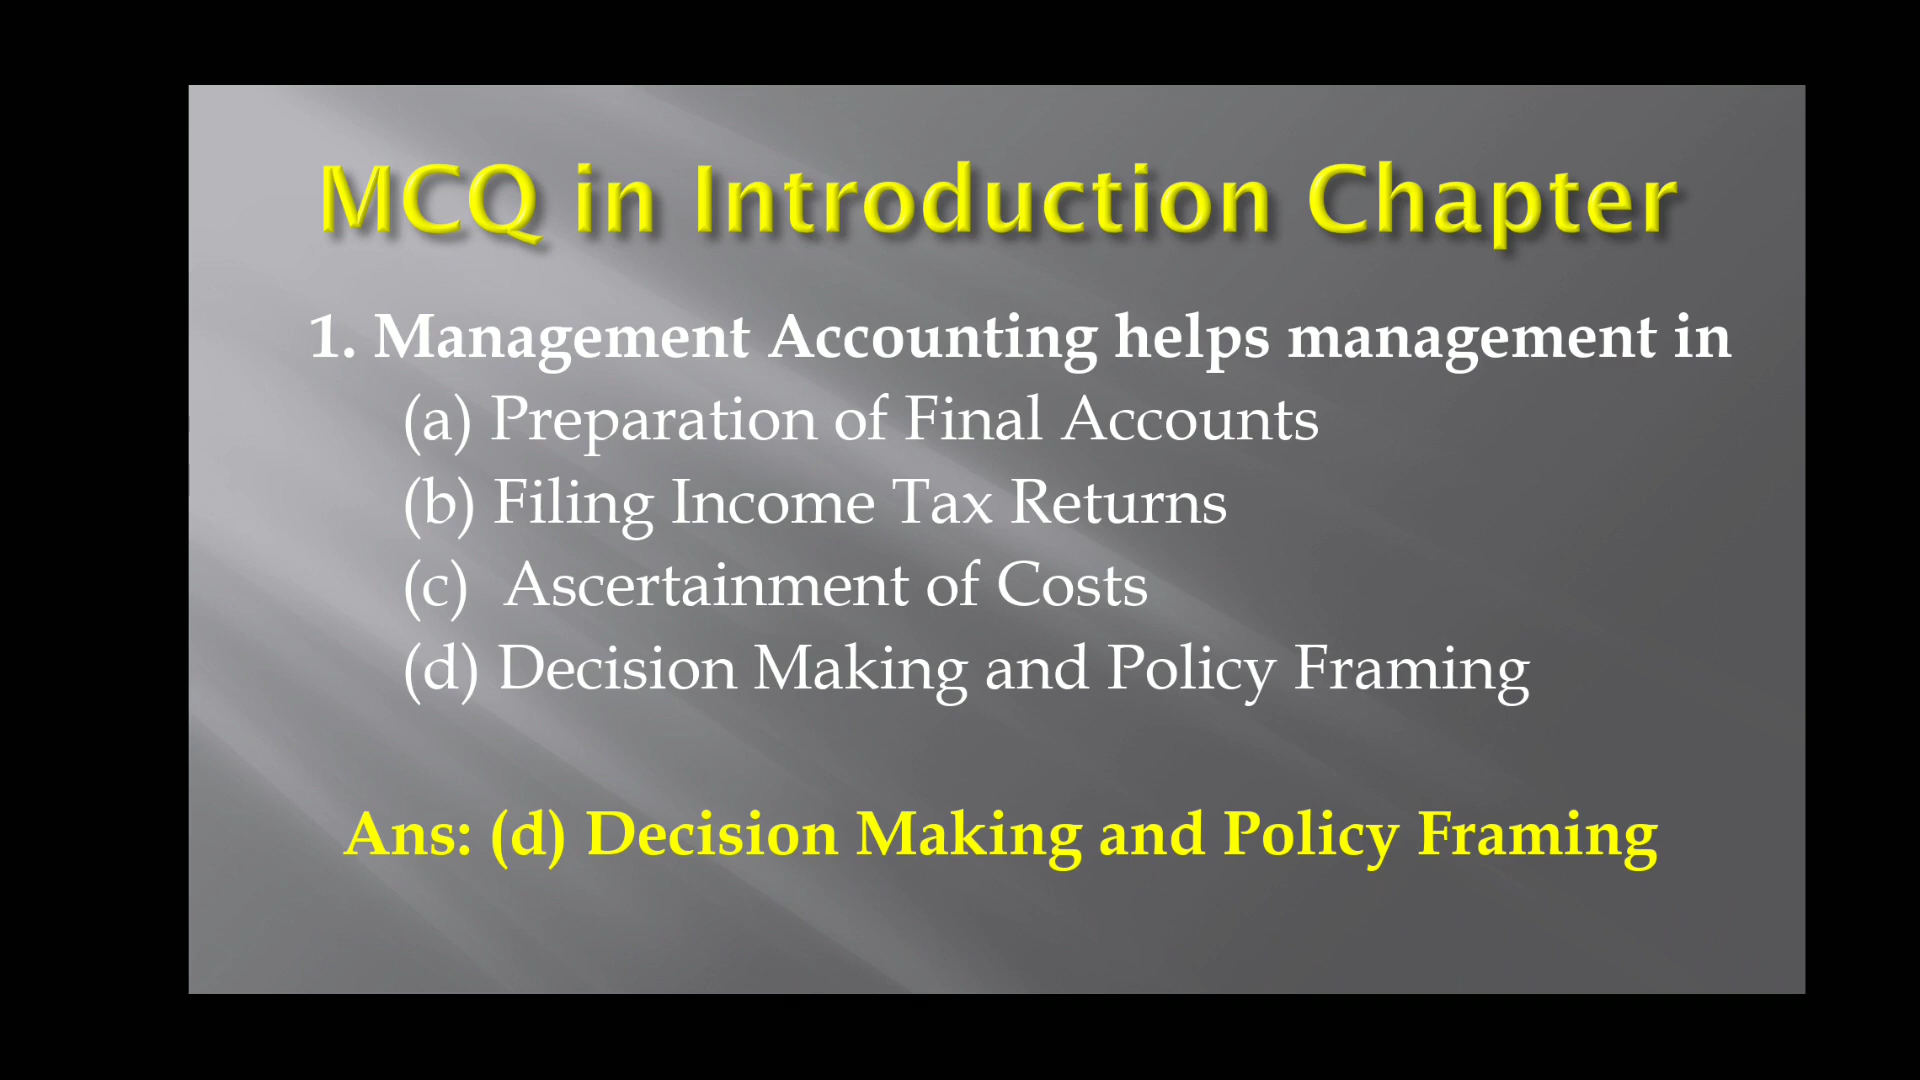 MCQ in Introduction Chapter
1. Management Accounting helps management in
(a) Preparation of Final Accounts
(b) Filing Income Tax Returns
(c) Ascertainment of Costs
(d) Decision Making and Policy Framing
Ans: (d) Decision Making and Policy Framing